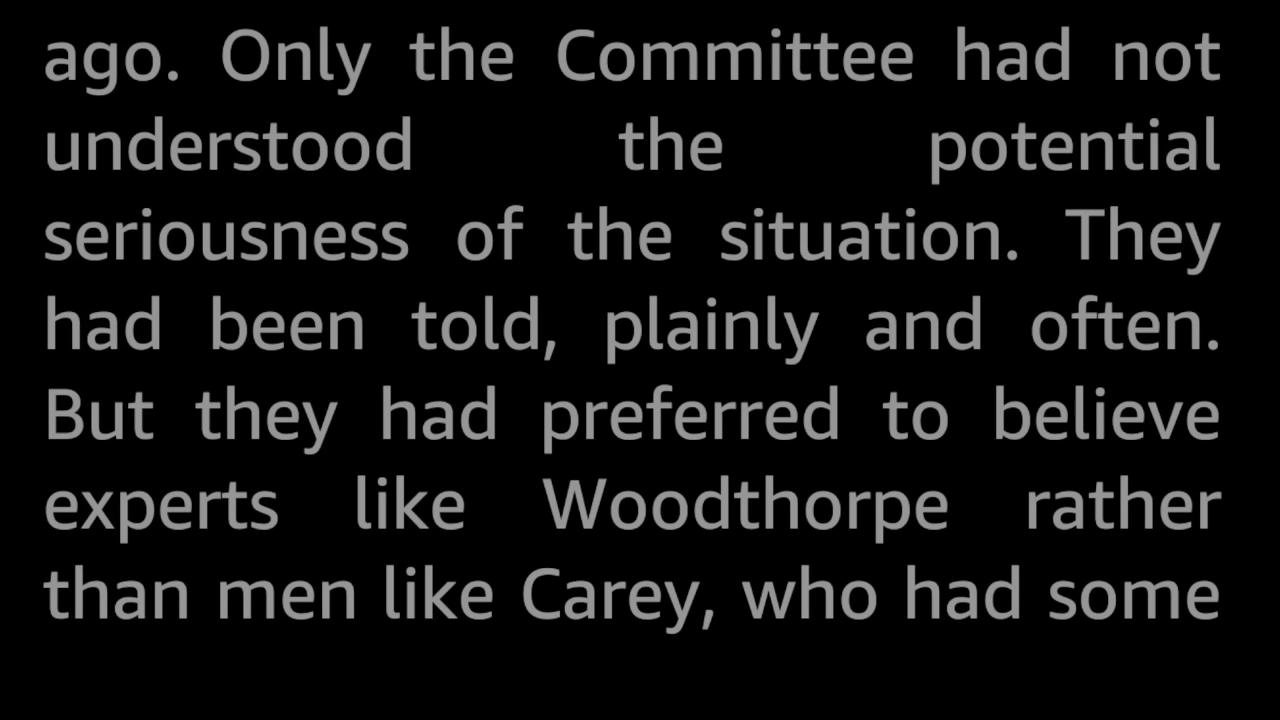 ago. Only the Committee had not
understood the potential
seriousness of the situation. They
had been told, plainly and often.
But they had preferred to believe
experts like Woodthorpe rather
than men like Carey, who had some